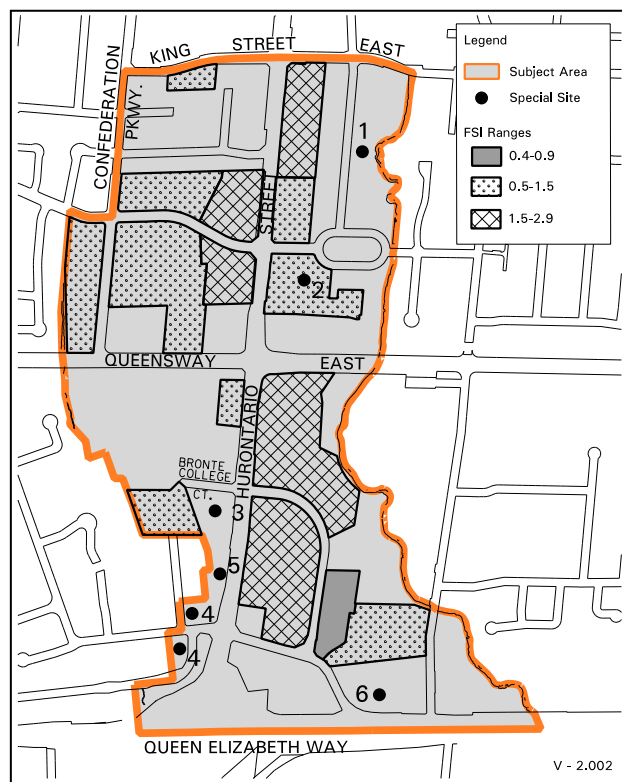 KING STREET EAST
CONFEDERATION
PKWY.
Legend
Subject Area
Special Site
FSI Ranges
0.4-0.9
0.5-1.5
1.5-2.9
1
STREET
2
QUEENSWAY EAST
HURONTARIO
BRONTE
COLLEGE
CT.
3
5
4
4
6
QUEEN ELIZABETH WAY
V - 2.002